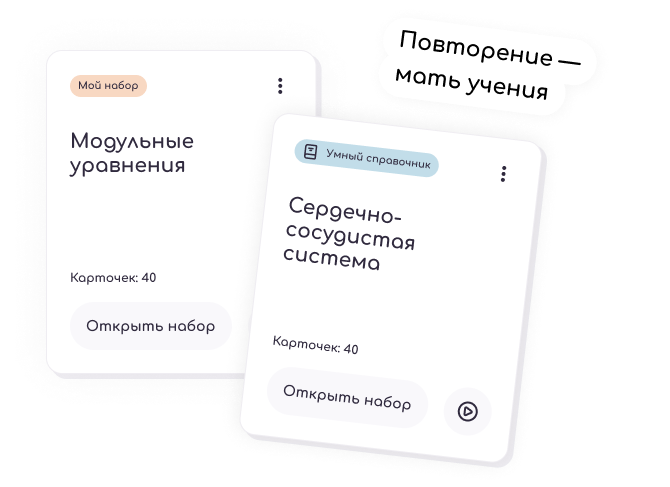 Повторение —
мать учения
Мой набор
Модульные
уравнения
Карточек: 40
Открыть набор
Умный справочник
Сердечно-
сосудистая
система
Карточек: 40
Открыть набор